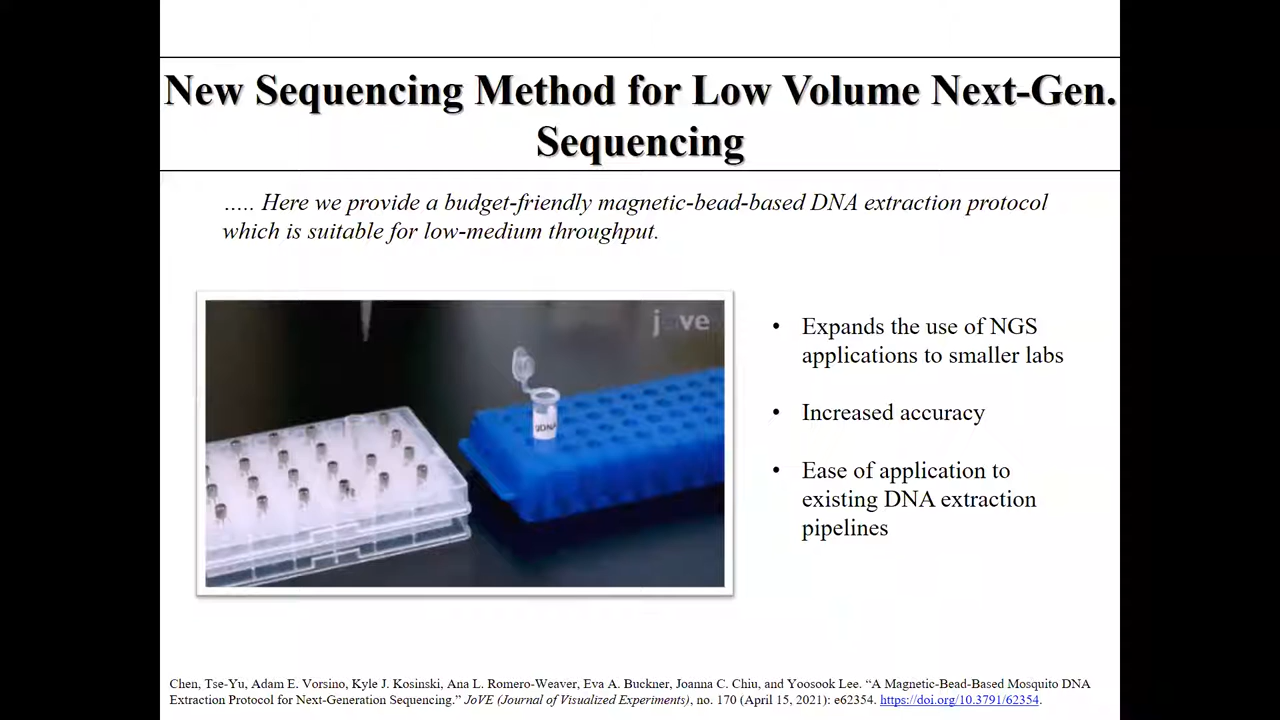 New Sequencing Method for Low Volume Next-Gen.
Sequencing
..... Here we provide a budget-friendly magnetic-bead-based DNA extraction protocol
which is suitable for low-medium throughput.
jove
gDNA
• Expands the use of NGS
applications to smaller labs
• Increased accuracy
• Ease of application to
existing DNA extraction
pipelines
Chen, Tse-Yu, Adam E. Vorsino, Kyle J. Kosinski, Ana L. Romero-Weaver, Eva A. Buckner, Joanna C. Chiu, and Yoosook Lee. “A Magnetic-Bead-Based Mosquito DNA
Extraction Protocol for Next-Generation Sequencing.” JoVE (Journal of Visualized Experiments), no. 170 (April 15, 2021): e62354. https://doi.org/10.3791/62354.